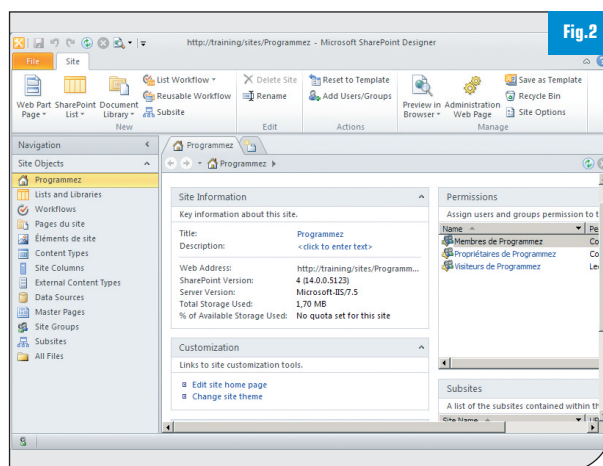 Fig.2
http://training/sites/Programmez - Microsoft SharePoint Designer
File Site
Web Part Page
SharePoint List
Document Library
List Workflow
Reusable Workflow
Subsite
New
Delete Site
Rename
Edit
Reset to Template
Add Users/Groups
Actions
Preview in Browser
Administration Web Page
Save as Template
Recycle Bin
Site Options
Manage
Navigation
Site Objects
Programmez
Lists and Libraries
Workflows
Pages du site
Éléments de site
Content Types
Site Columns
External Content Types
Data Sources
Master Pages
Site Groups
Subsites
All Files
Programmez
Programmez
Site Information
Key information about this site.
Title: Programmez
Description: <click to enter text>
Web Address: http://training/sites/Programm...
SharePoint Version: 4 (14.0.0.5123)
Server Version: Microsoft-IIS/7.5
Total Storage Used: 1,70 MB
% of Available Storage Used: No quota set for this site
Customization
Links to site customization tools.
Edit site home page
Change site theme
Permissions
Assign users and groups permission to t
Name Pe
Membres de Programmez Co
Propriétaires de Programmez Co
Visiteurs de Programmez Lec
Subsites
A list of the subsites contained within th
Site Name